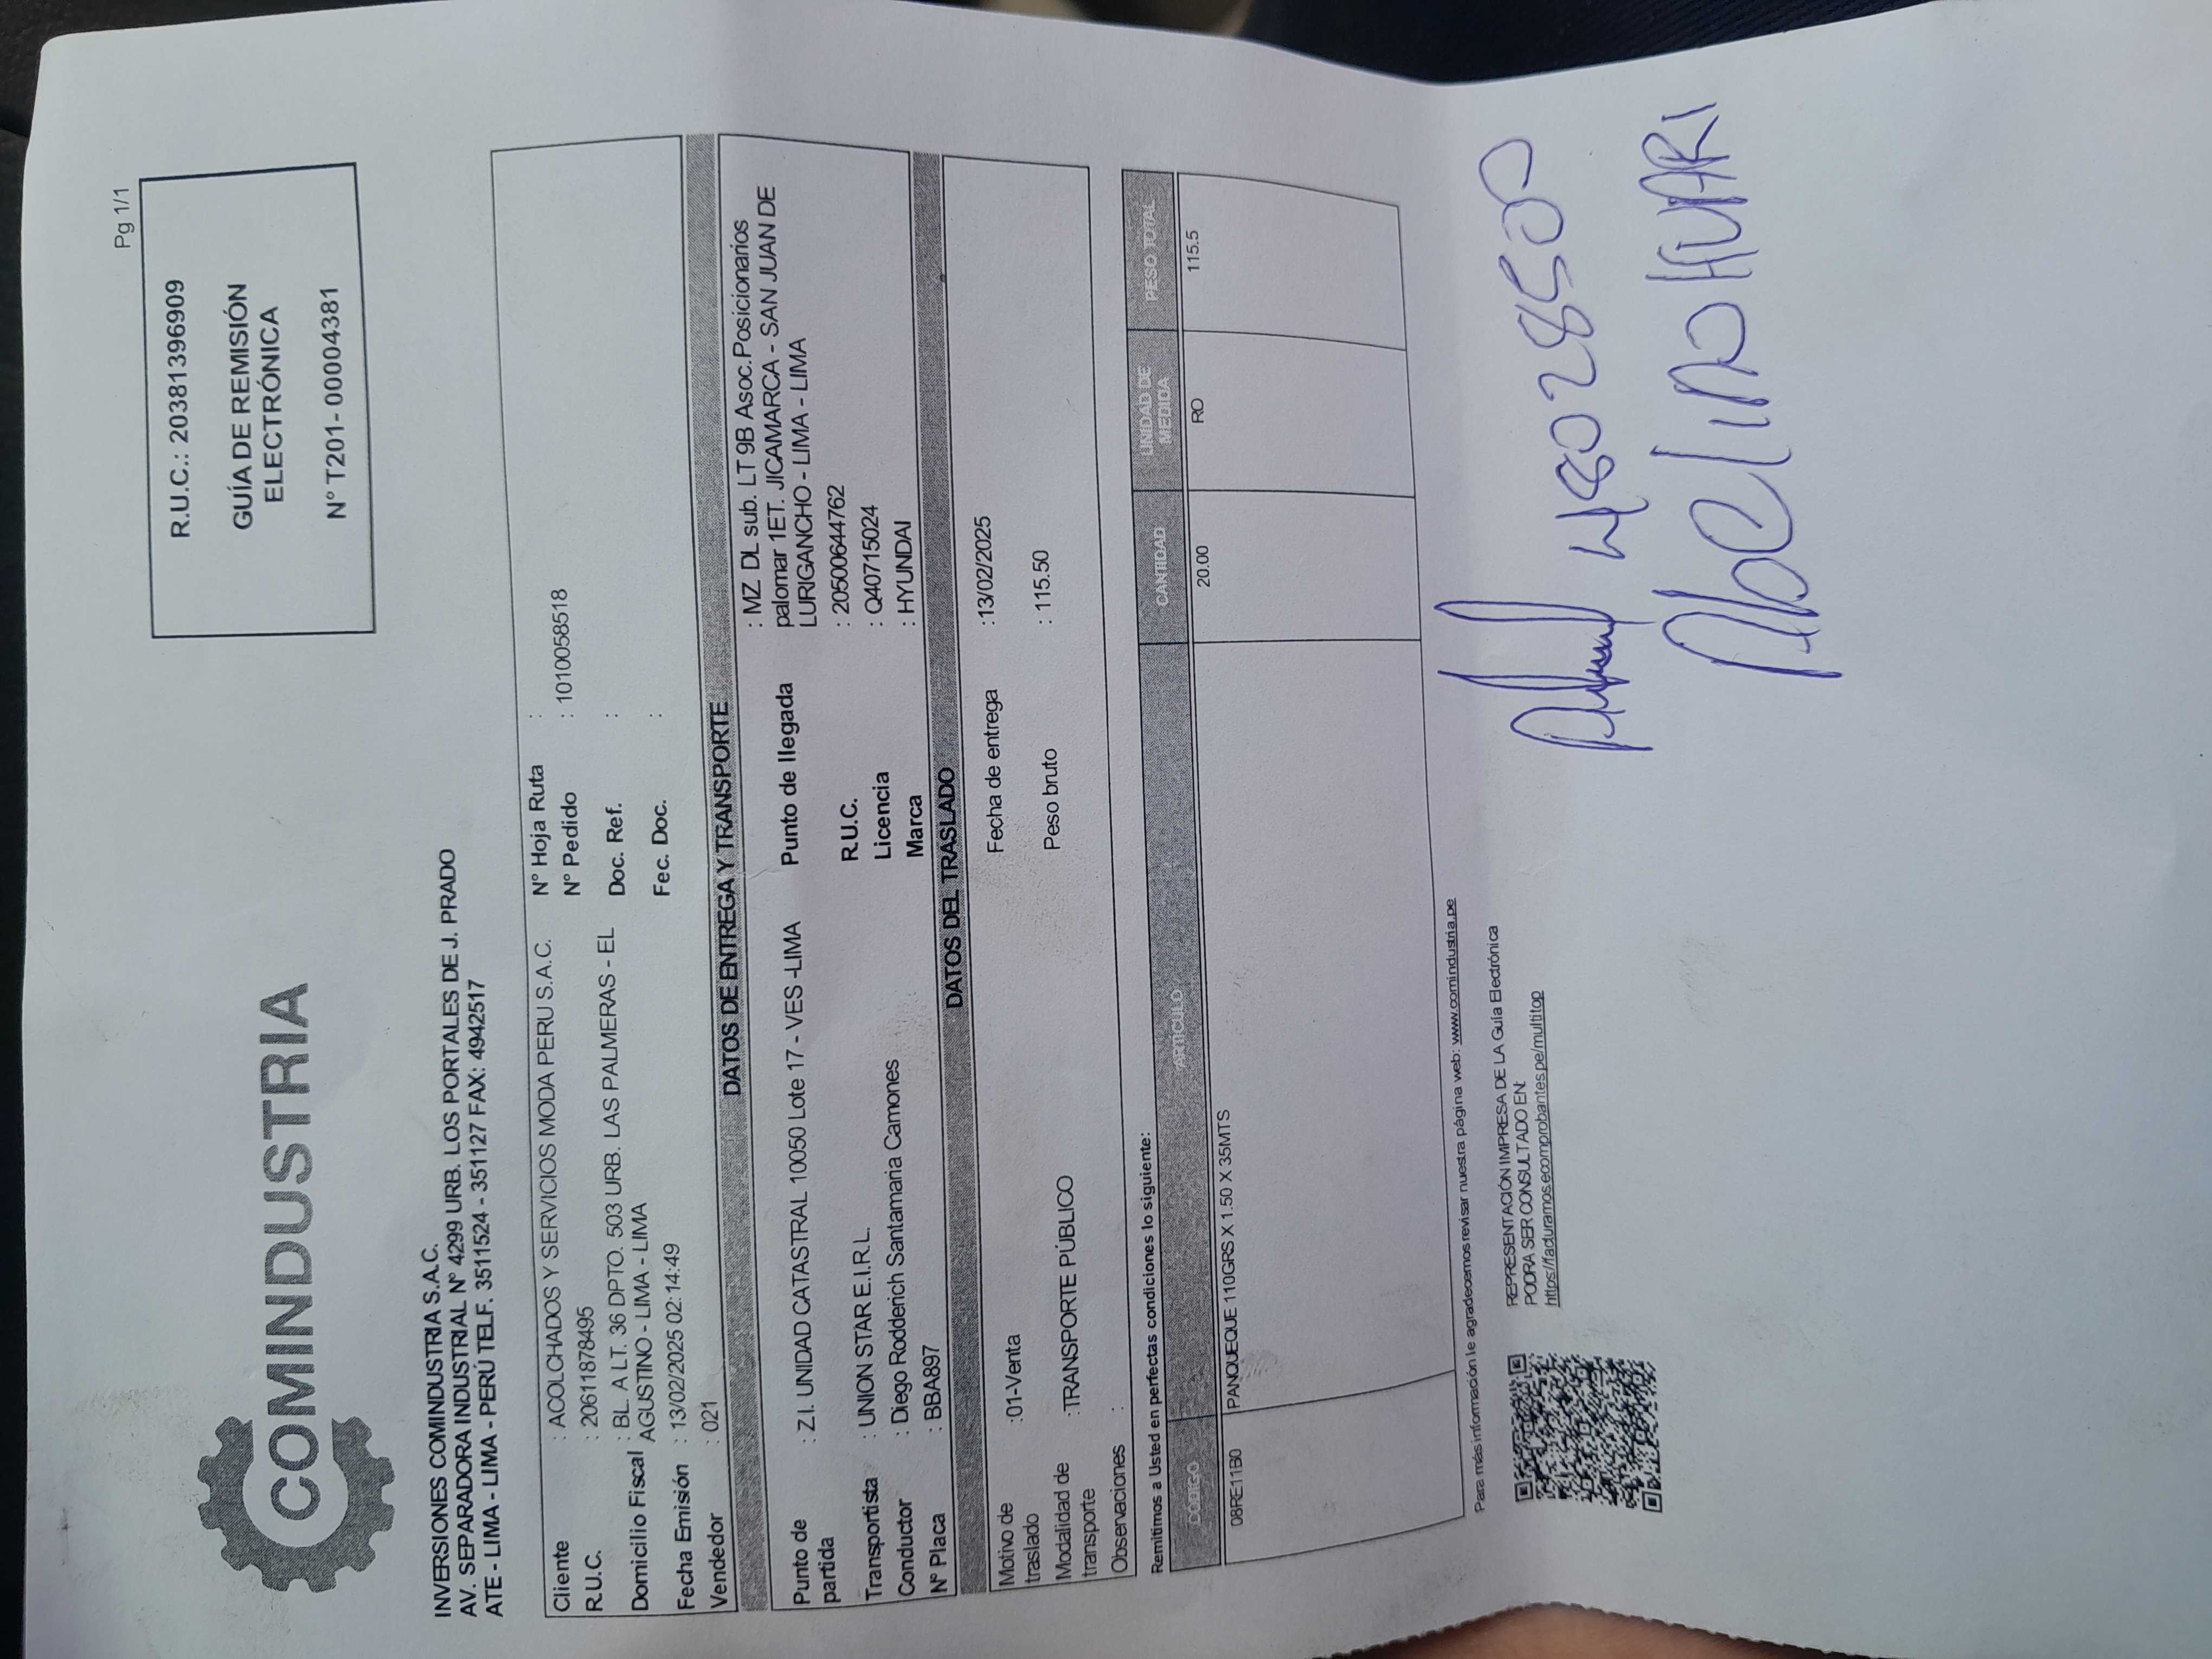 Pg 1/1
COMINDUSTRIA
R.U.C.: 20381396909
GUÍA DE REMISIÓN
ELECTRÓNICA
N° T201- 00004381
INVERSIONES COMINDUSTRIA S.A.C.
AV. SEPARADORA INDUSTRIAL N° 4299 URB. LOS PORTALES DE J. PRADO
ATE - LIMA - PERÚ TELF. 3511524 - 351127 FAX: 4942517
Cliente : ACOLCHADOS Y SERVICIOS MODA PERU S.A.C. N° Hoja Ruta :
R.U.C. : 20611878495 N° Pedido : 1010058518
Domicilio Fiscal : BL. A LT. 36 DPTO. 503 URB. LAS PALMERAS - EL Doc. Ref. :
AGUSTINO - LIMA - LIMA
Fecha Emisión : 13/02/2025 02:14:49 Fec. Doc. :
Vendedor : 021
DATOS DE ENTREGA Y TRANSPORTE
Punto de partida : Z.I. UNIDAD CATASTRAL 10050 Lote 17 - VES -LIMA Punto de llegada : MZ DL sub. LT 9B Asoc.Posicionarios
palomar 1ET. JICAMARCA - SAN JUAN DE
LURIGANCHO - LIMA - LIMA
Transportista : UNION STAR E.I.R.L. R.U.C. : 20500644762
Conductor : Diego Rodderich Santamaria Camones Licencia : Q40715024
N° Placa : BBA897 Marca : HYUNDAI
DATOS DEL TRASLADO
Motivo de traslado :01-Venta Fecha de entrega :13/02/2025
Modalidad de transporte :TRANSPORTE PÚBLICO Peso bruto : 115.50
Observaciones :
Remitimos a Usted en perfectas condiciones lo siguiente:
CODIGO ARTICULO CANTIDAD UNIDAD DE MEDIDA PESO TOTAL
08RE11B0 PANQUEQUE 110GRS X 1.50 X 35MTS 20.00 RO 115.5
Para más información le agradecemos revisar nuestra página web: www.comindustria.pe
REPRESENTACIÓN IMPRESA DE LA Guía Electrónica
PODRA SER CONSULTADO EN:
https://facturamos.ecomprobantes.pe/multitop
48028500
Abelino HUARI